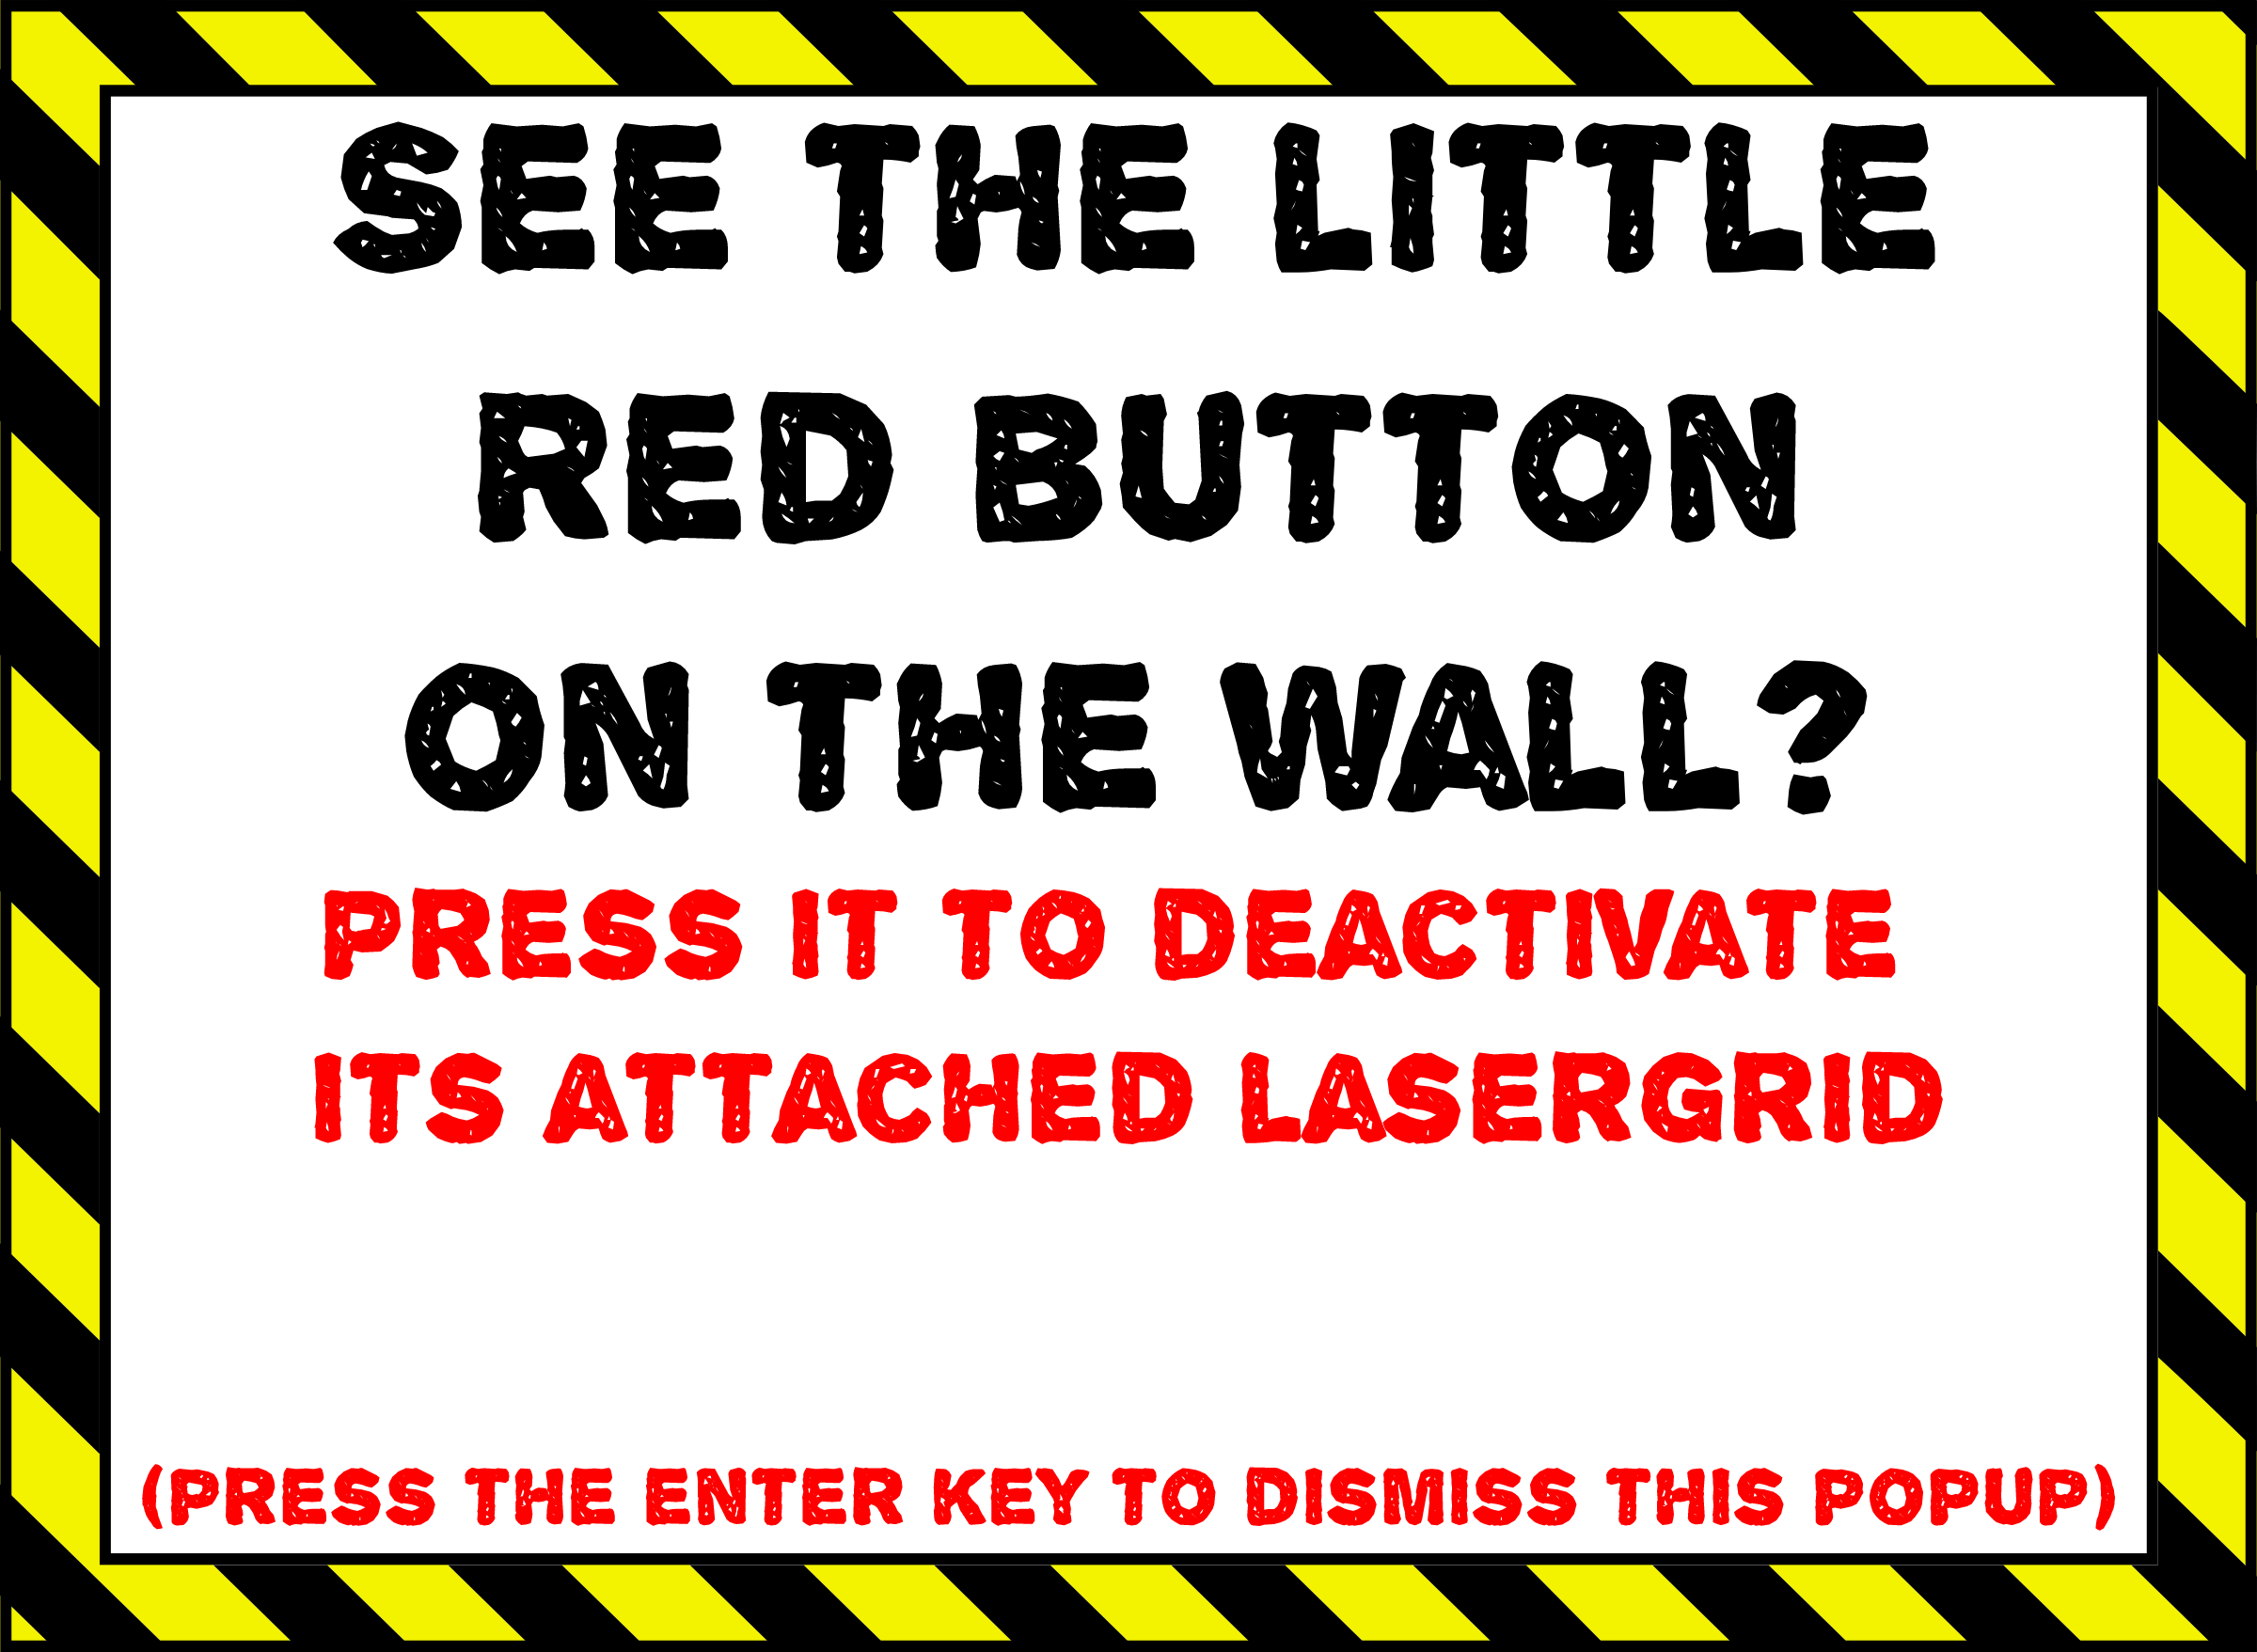 SEE THE LITTLE
RED BUTTON
ON THE WALL?
PRESS IT TO DEACTIVATE
ITS ATTACHED LASERGRID
(PRESS THE ENTER KEY TO DISMISS THIS POPUP)